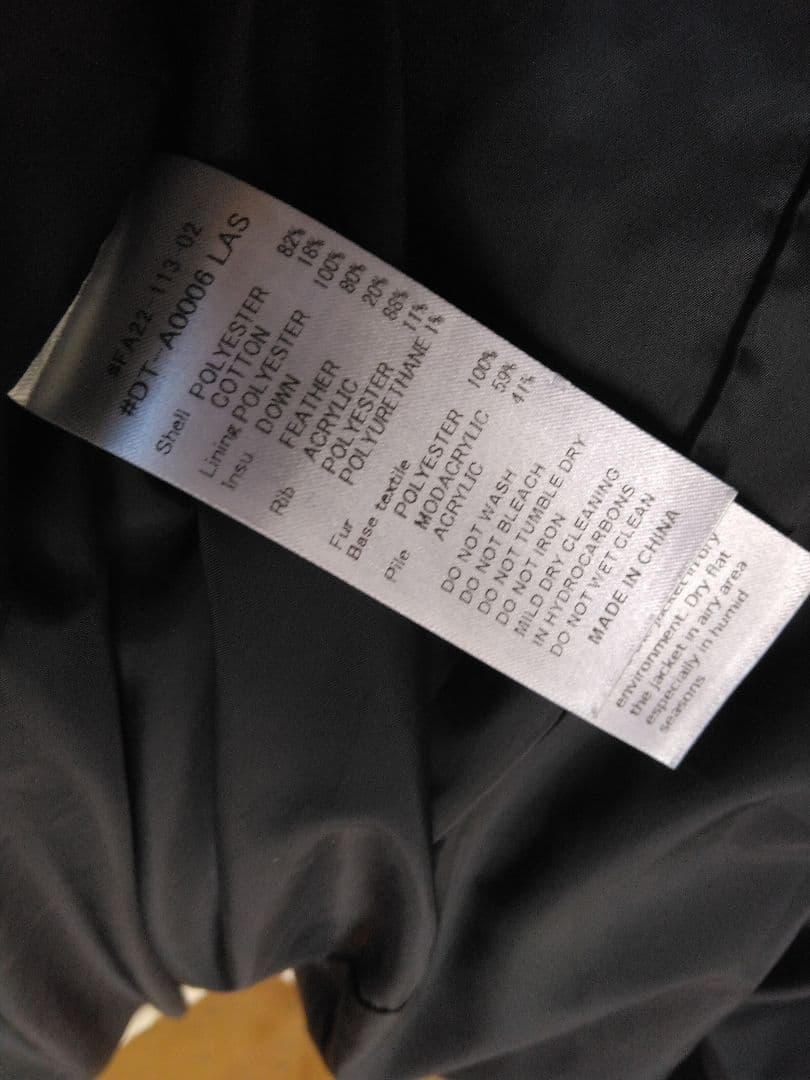 #FA22-113-02
#DT-A0006 LAS
Shell POLYESTER 82%
COTTON 18%
Lining POLYESTER 100%
Insu DOWN 80%
FEATHER 20%
Rib ACRYLIC 88%
POLYESTER 11%
POLYURETHANE 1%
Fur
Base textile
POLYESTER 100%
Pile MODACRYLIC 59%
ACRYLIC 41%
DO NOT WASH
DO NOT BLEACH
DO NOT TUMBLE DRY
DO NOT IRON
MILD DRY CLEANING
IN HYDROCARBONS
DO NOT WET CLEAN
MADE IN CHINA
environment. Dry flat
the jacket in airy area
especially in humid
seasons